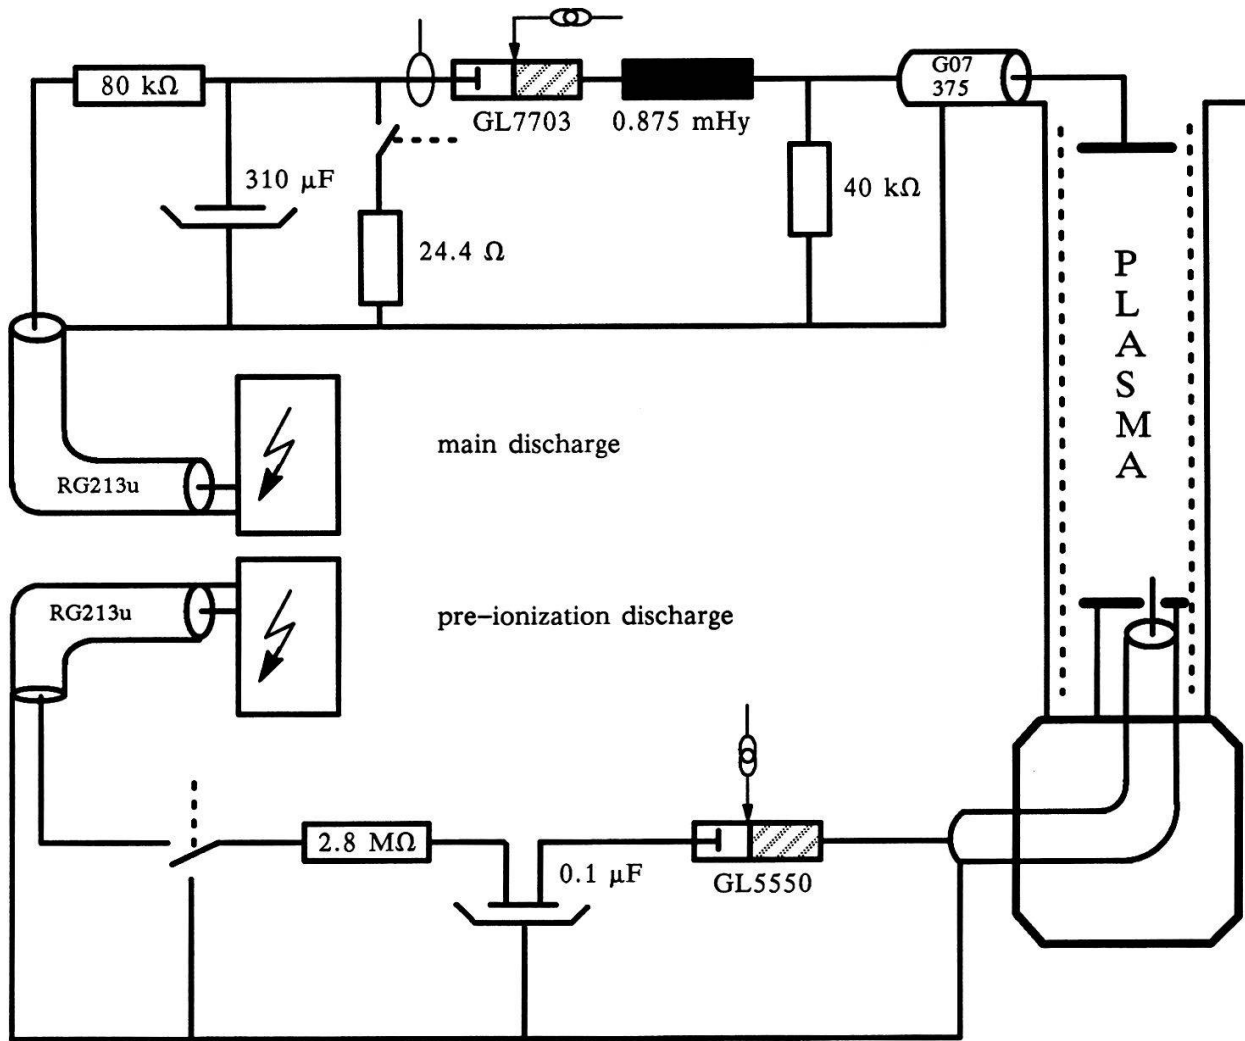 G07
375
80 kΩ
GL7703
0.875 mHy
310 μF
40 kΩ
24.4 Ω
PLASMA
main discharge
RG213u
RG213u
pre-ionization discharge
2.8 MΩ
0.1 μF
GL5550